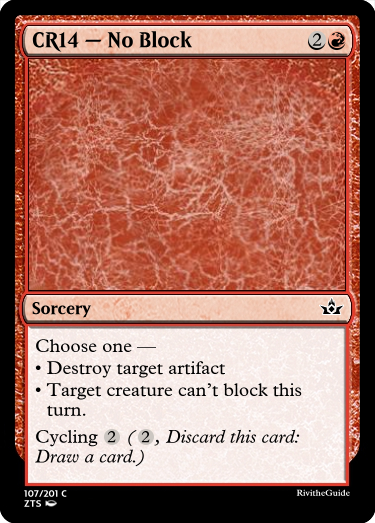 CR14 — No Block 2
Sorcery
Choose one —
• Destroy target artifact
• Target creature can't block this
turn.
Cycling 2 (2, Discard this card:
Draw a card.)
107/201 C
RivitheGuide
ZTS